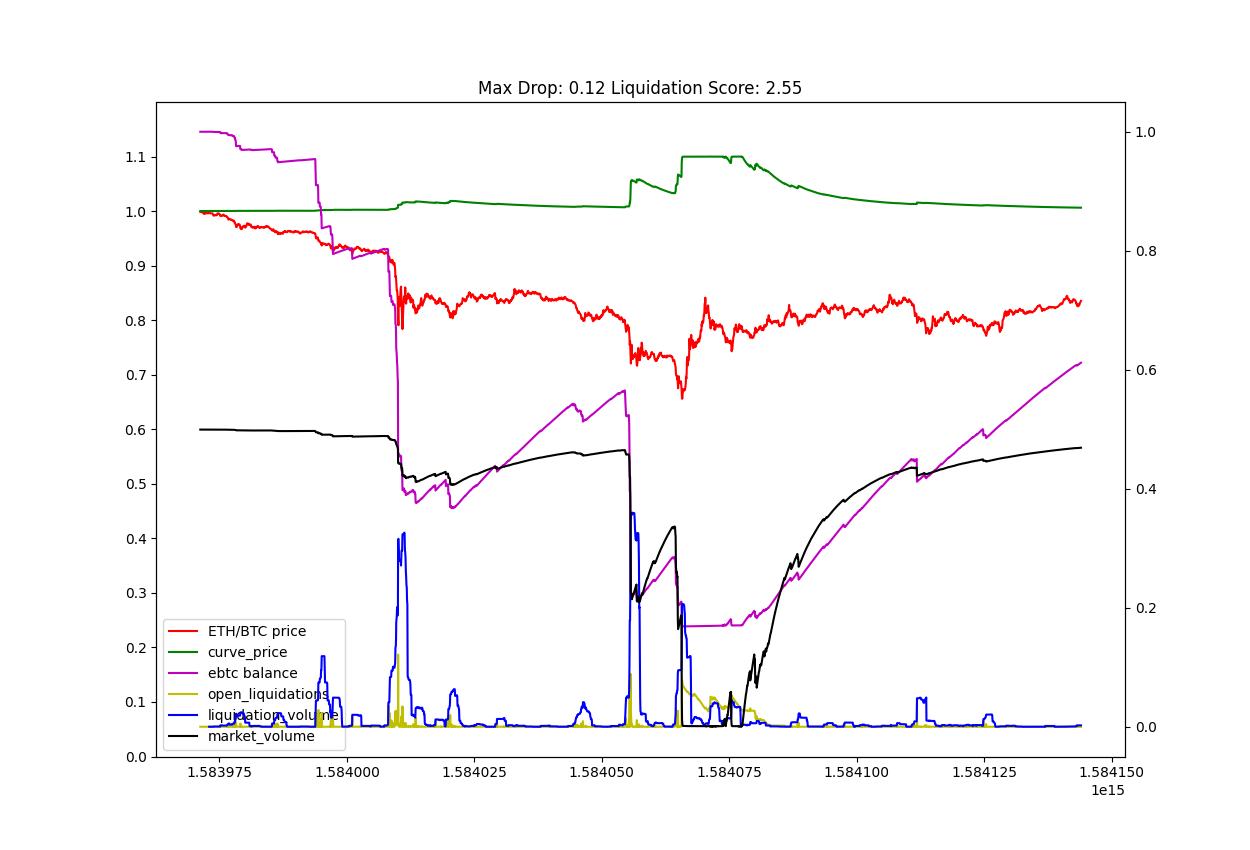 Max Drop: 0.12 Liquidation Score: 2.55
1.1
1.0
0.9
0.8
0.7
0.6
0.5
0.4
0.3
0.2
0.1
0.0
1.0
0.8
0.6
0.4
0.2
0.0
ETH/BTC price
curve_price
ebtc balance
open_liquidations
liquidation_volume
market_volume
1.583975 1.584000 1.584025 1.584050 1.584075 1.584100 1.584125 1.584150
1e15